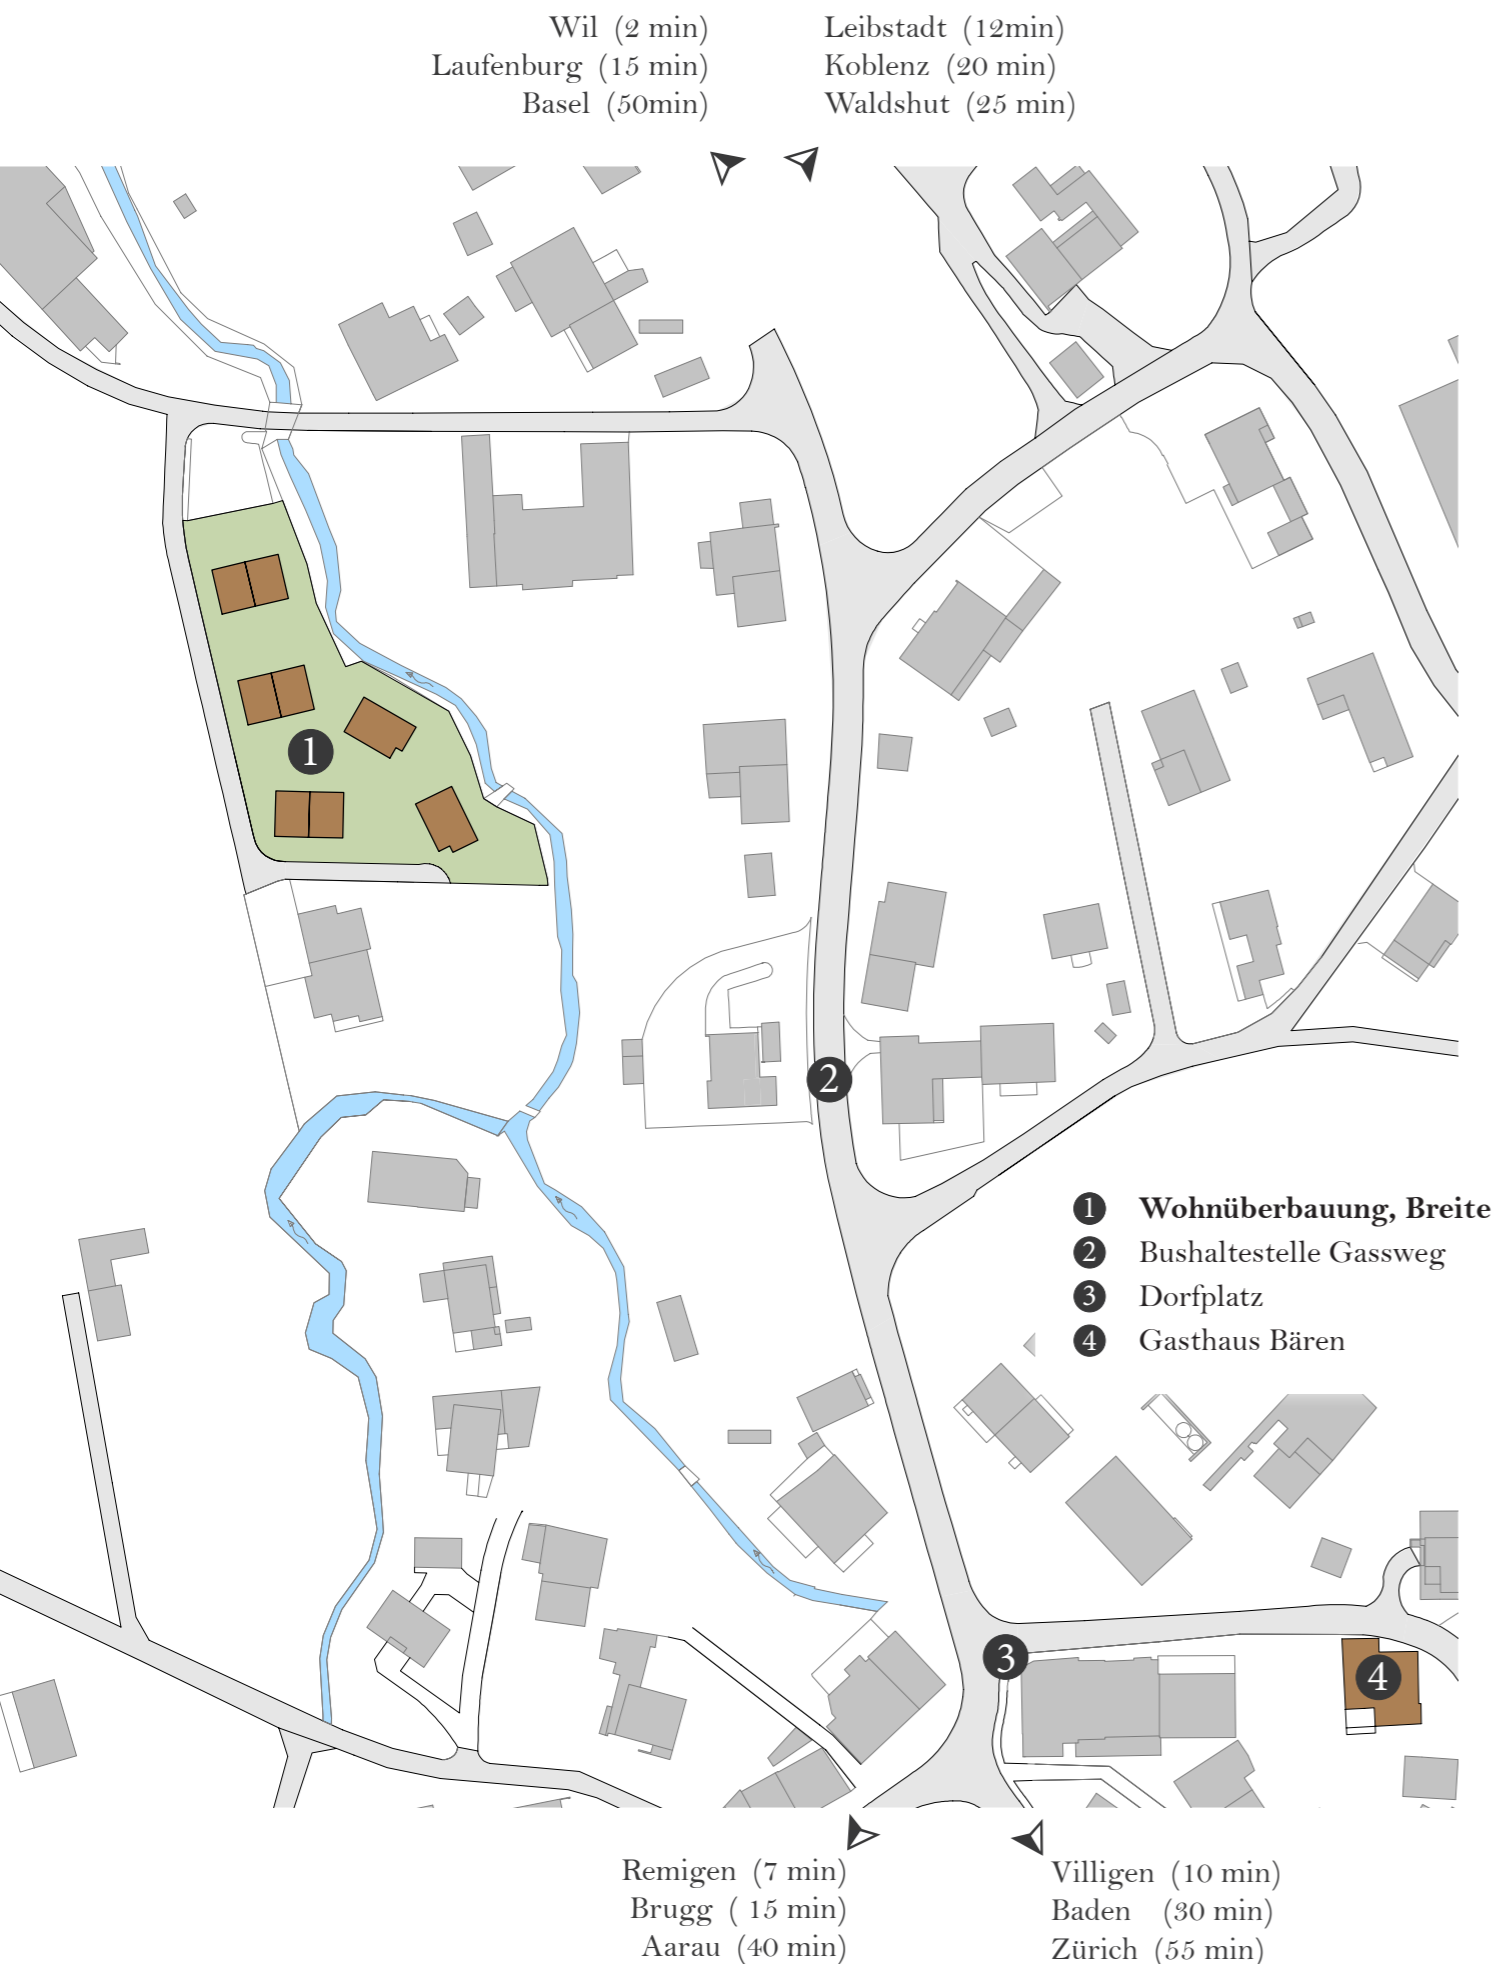 Wil (2 min)
Laufenburg (15 min)
Basel (50min)
Leibstadt (12min)
Koblenz (20 min)
Waldshut (25 min)
1
2
3
4
1 Wohnüberbauung, Breite
2 Bushaltestelle Gassweg
3 Dorfplatz
4 Gasthaus Bären
Remigen (7 min)
Brugg ( 15 min)
Aarau (40 min)
Villigen (10 min)
Baden (30 min)
Zürich (55 min)